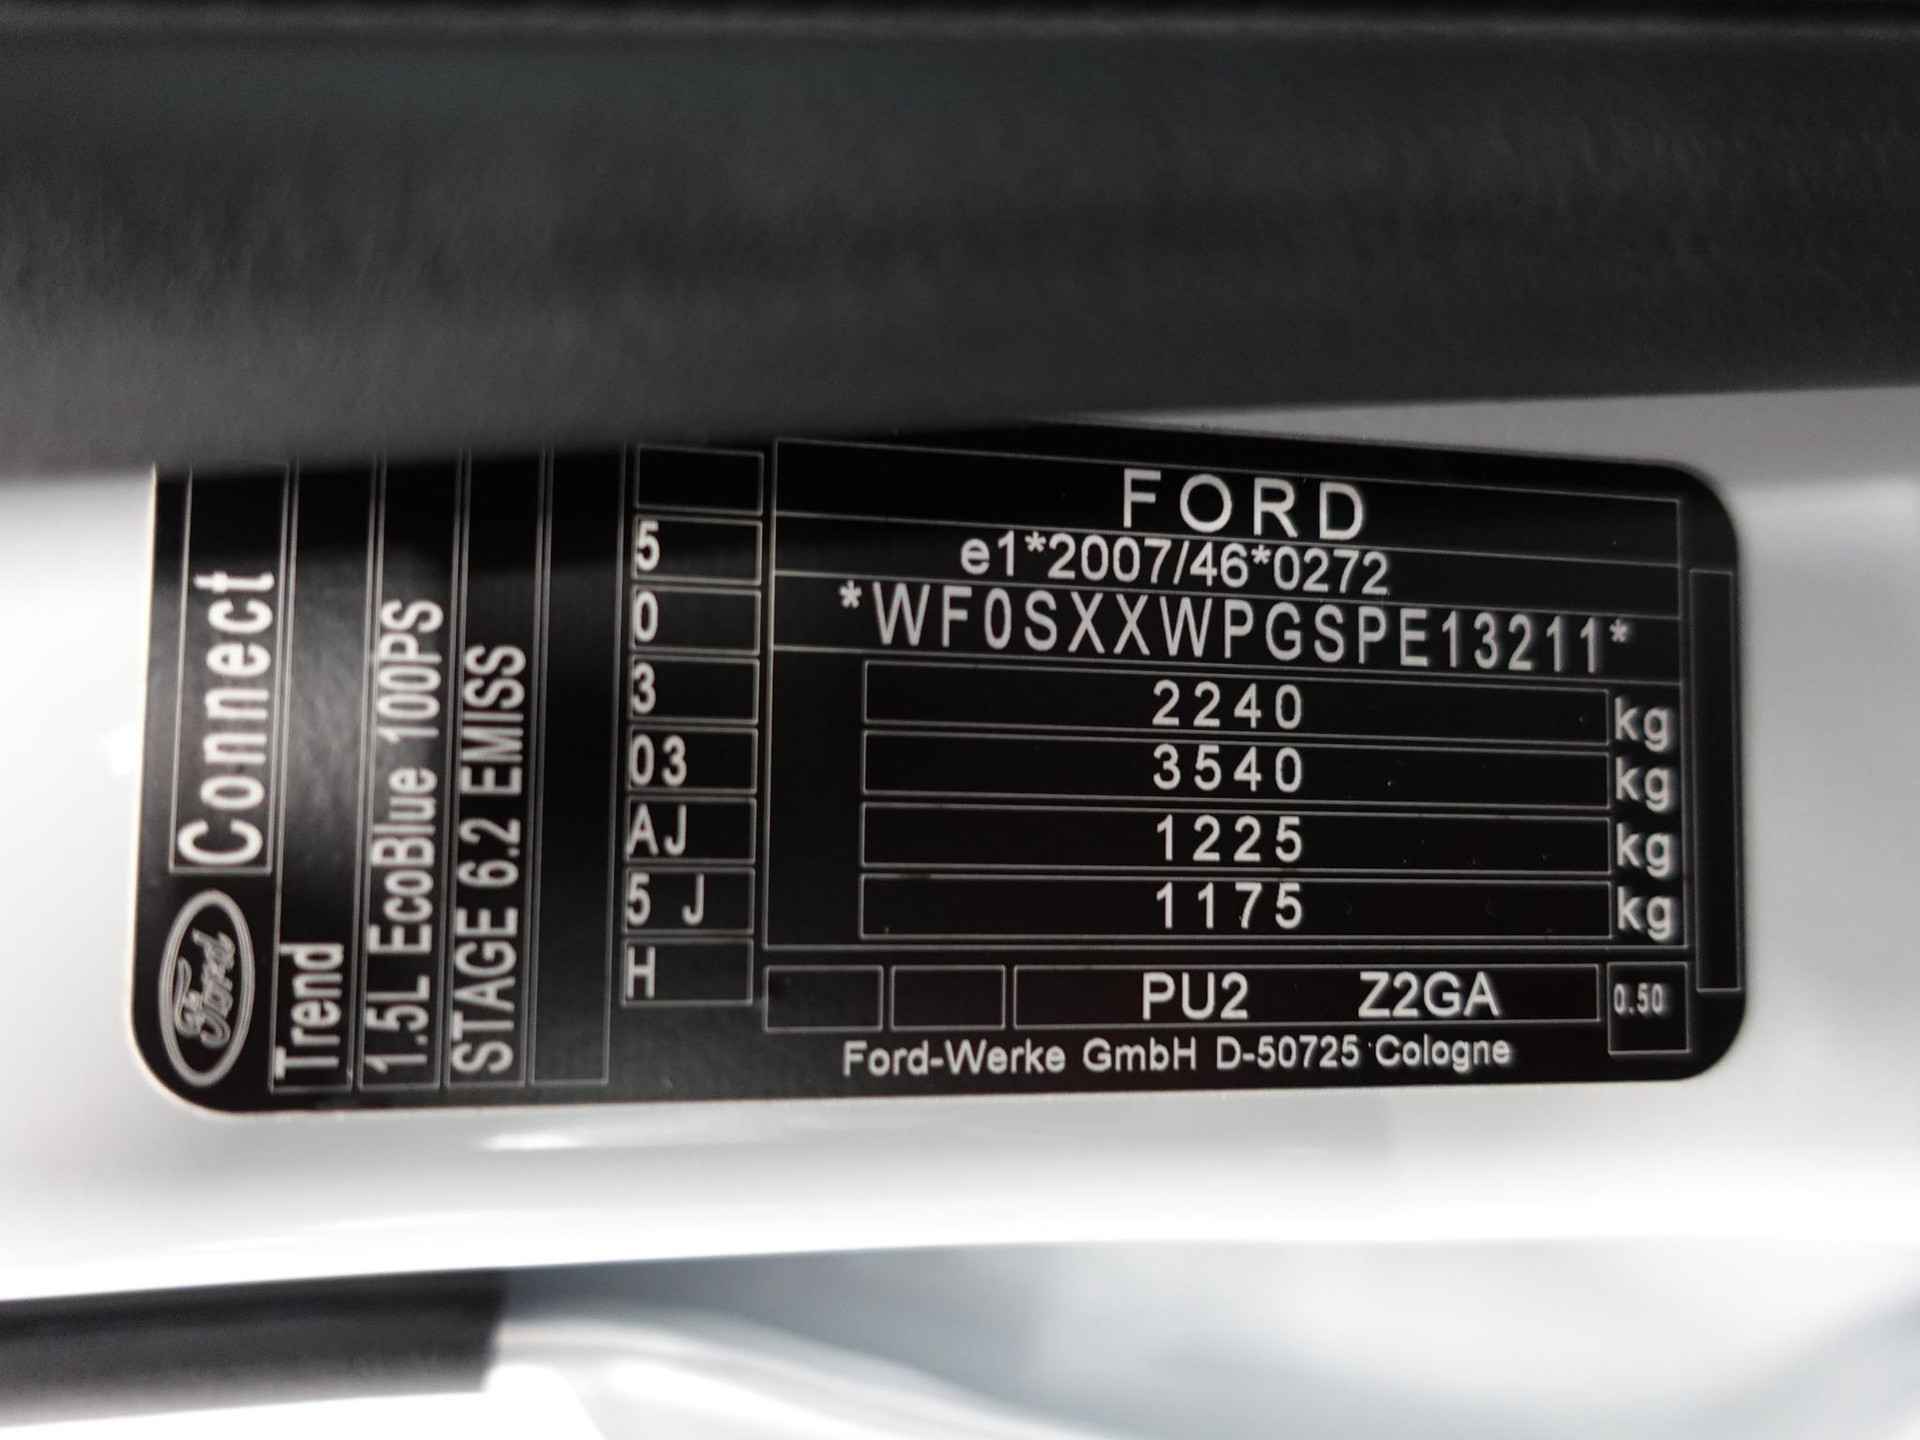 FORD
e1*2007/46*0272
*WF0SXXWPGSPE13211*
2240 kg
3540 kg
1225 kg
1175 kg
PU2 Z2GA 0.50
Ford-Werke GmbH D-50725 Cologne
5
0
3
03
AJ
5 J
H
Ford Connect
Trend
1.5L EcoBlue 100PS
STAGE 6.2 EMISS